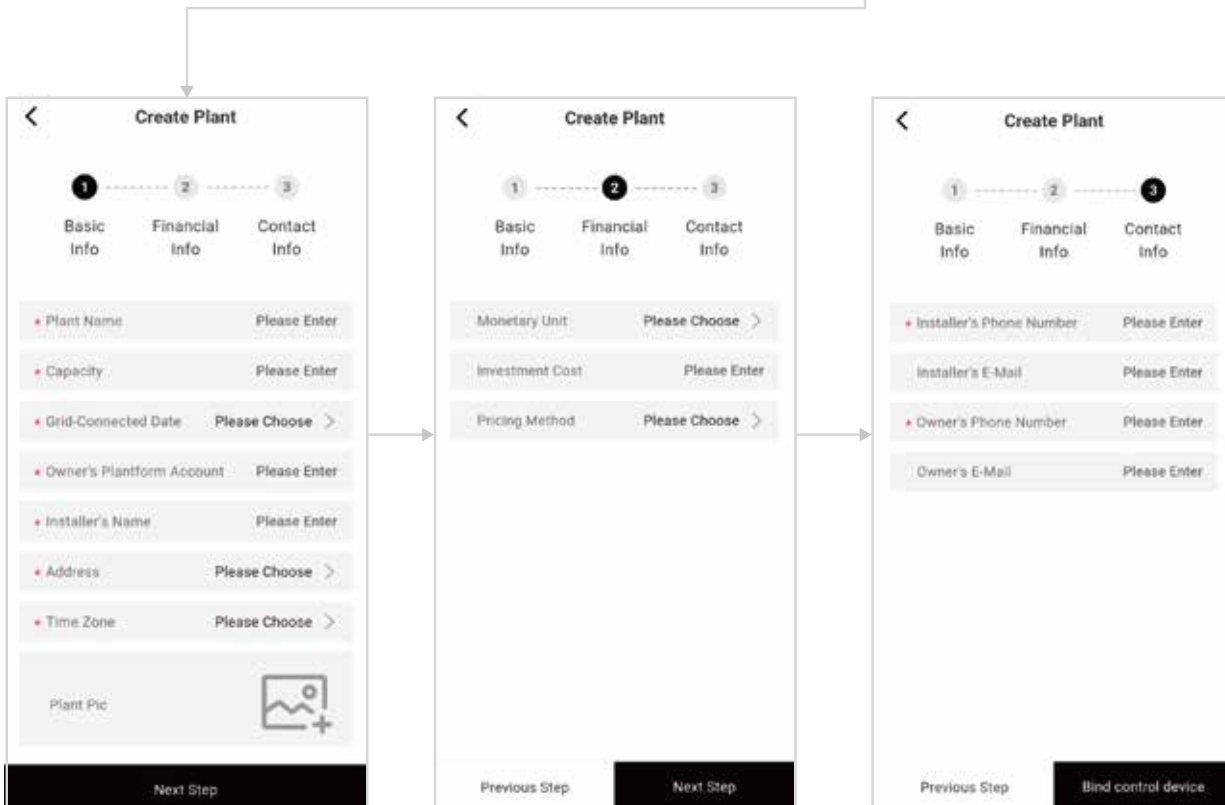 Create Plant
1 2 3
Basic Info Financial Info Contact Info
* Plant Name Please Enter
* Capacity Please Enter
* Grid-Connected Date Please Choose >
* Owner's Plantform Account Please Enter
* Installer's Name Please Enter
* Address Please Choose >
* Time Zone Please Choose >
Plant Pic
Next Step
Create Plant
1 2 3
Basic Info Financial Info Contact Info
Monetary Unit Please Choose >
Investment Cost Please Enter
Pricing Method Please Choose >
Previous Step Next Step
Create Plant
1 2 3
Basic Info Financial Info Contact Info
* Installer's Phone Number Please Enter
Installer's E-Mail Please Enter
* Owner's Phone Number Please Enter
Owner's E-Mail Please Enter
Previous Step Bind control device